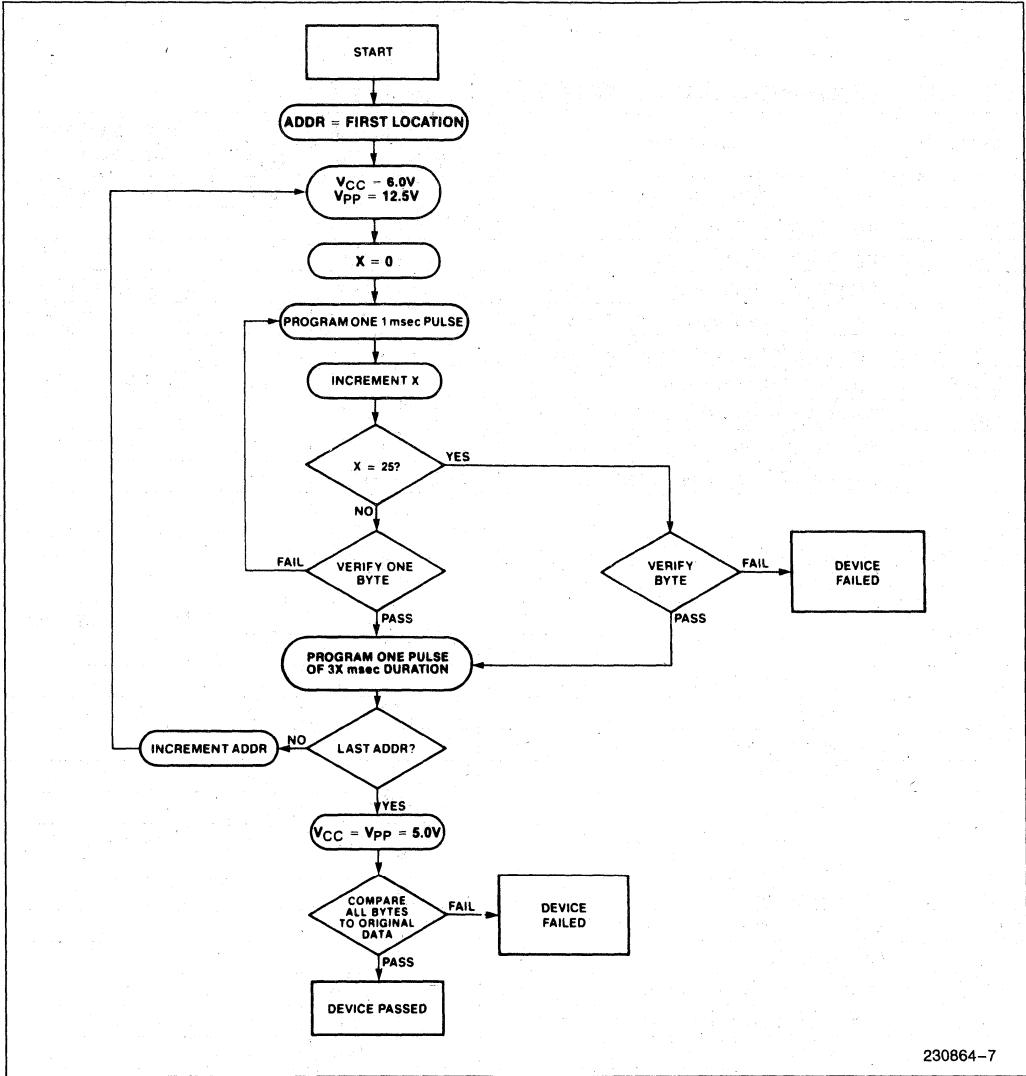 START
ADDR = FIRST LOCATION
VCC = 6.0V
VPP = 12.5V
X = 0
PROGRAM ONE 1 msec PULSE
INCREMENT X
X = 25?
YES
NO
VERIFY ONE
BYTE
FAIL
PASS
VERIFY
BYTE
FAIL
PASS
DEVICE
FAILED
PROGRAM ONE PULSE
OF 3X msec DURATION
LAST ADDR?
NO
INCREMENT ADDR
YES
VCC = VPP = 5.0V
COMPARE
ALL BYTES
TO ORIGINAL
DATA
FAIL
DEVICE
FAILED
PASS
DEVICE PASSED
230864-7